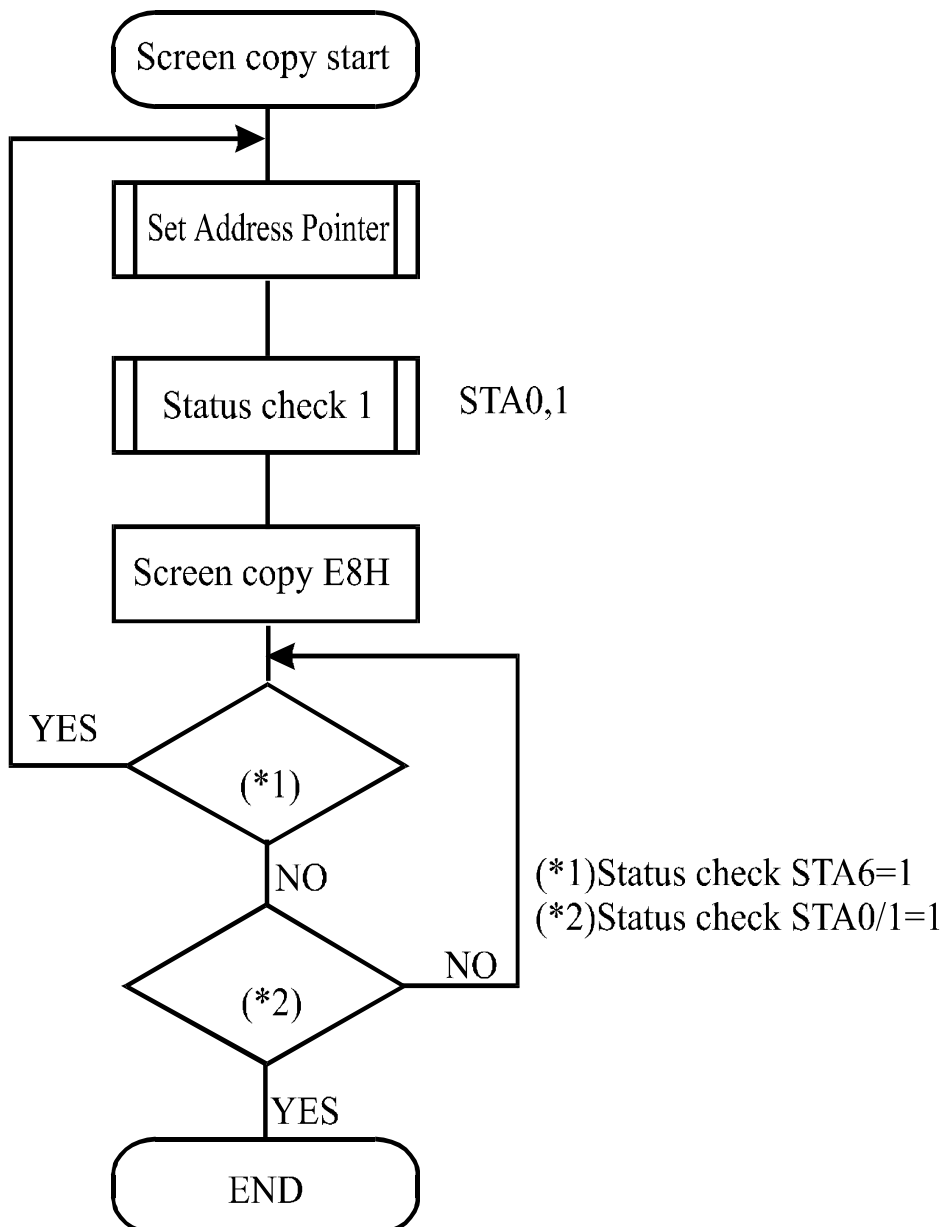 Screen copy start
Set Address Pointer
Status check 1
STA0,1
Screen copy E8H
YES
(*1)
NO
(*1)Status check STA6=1
(*2)Status check STA0/1=1
NO
(*2)
YES
END